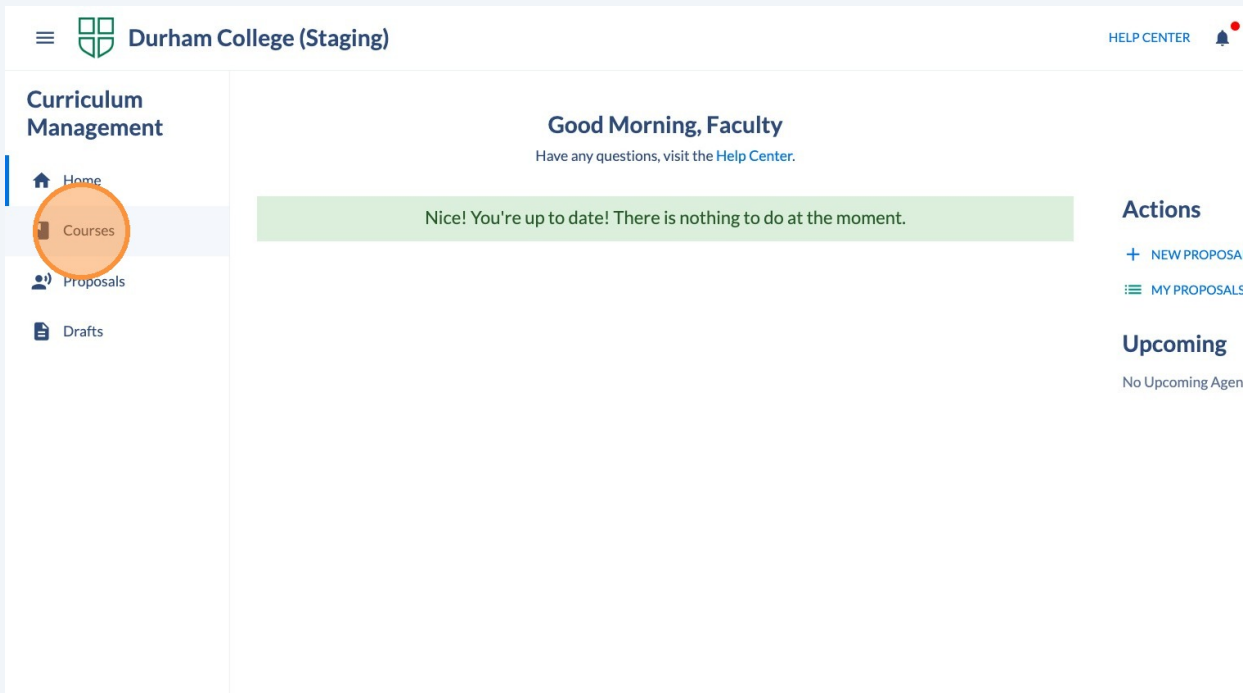 Durham College (Staging)
HELP CENTER
Curriculum
Management
Home
Courses
Proposals
Drafts
Good Morning, Faculty
Have any questions, visit the Help Center.
Nice! You're up to date! There is nothing to do at the moment.
Actions
NEW PROPOSA
MY PROPOSALS
Upcoming
No Upcoming Agen